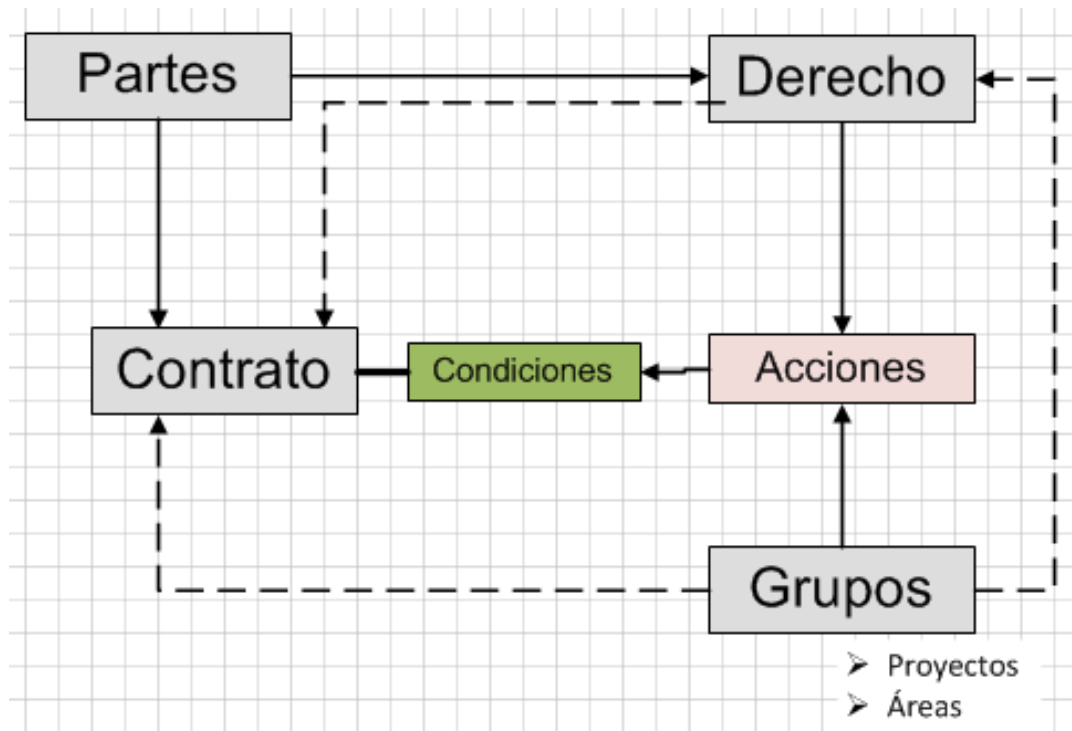 Partes
Derecho
Contrato
Condiciones
Acciones
Grupos
➢ Proyectos
➢ Áreas